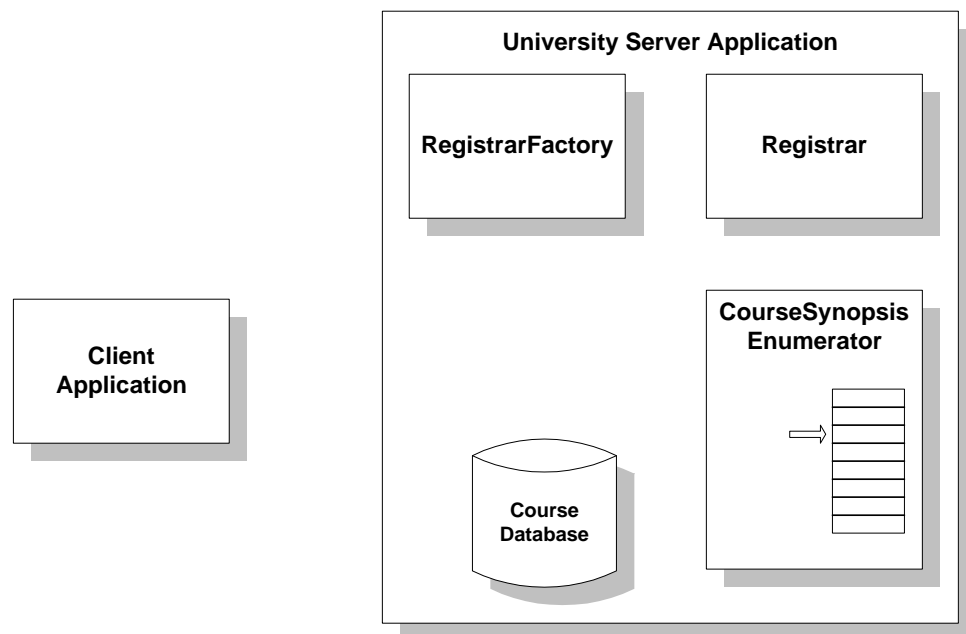 University Server Application
RegistrarFactory
Registrar
Client
Application
CourseSynopsis
Enumerator
Course
Database